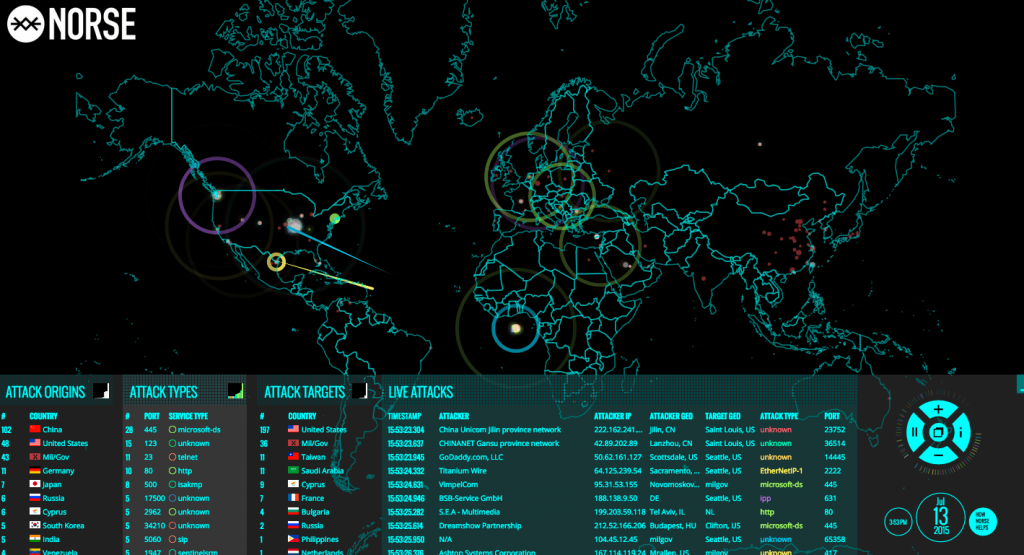 NORSE
ATTACK ORIGINS
# COUNTRY
102 China
48 United States
43 Mil/Gov
11 Germany
7 Japan
6 Russia
6 Cyprus
5 South Korea
5 India
5 Venezuela
ATTACK TYPES
# PORT SERVICE TYPE
28 445 microsoft-ds
15 123 unknown
11 23 telnet
10 80 http
8 500 isakmp
5 17500 unknown
5 2962 unknown
5 34210 unknown
5 5060 sip
5 1947 sentinelsrm
ATTACK TARGETS
# COUNTRY
197 United States
36 Mil/Gov
11 Taiwan
11 Saudi Arabia
9 Cyprus
7 France
4 Bulgaria
2 Russia
1 Philippines
1 Netherlands
LIVE ATTACKS
TIMESTAMP ATTACKER ATTACKER IP ATTACKER GEO TARGET GEO ATTACK TYPE PORT
15:53:23.304 China Unicom Jilin province network 222.162.241... Jilin, CN Saint Louis, US unknown 23752
15:53:23.637 CHINANET Gansu province network 42.89.202.89 Lanzhou, CN Saint Louis, US unknown 36514
15:53:23.945 GoDaddy.com, LLC 50.62.161.127 Scottsdale, US Seattle, US unknown 14445
15:53:24.332 Titanium Wire 64.125.239.54 Sacramento, ... Seattle, US EtherNetIP-1 2222
15:53:24.631 VimpelCom 95.31.53.155 Novomoskov... milgov microsoft-ds 445
15:53:24.946 BSB-Service GmbH 188.138.9.50 DE Seattle, US ipp 631
15:53:25.282 S.E.A - Multimedia 199.203.59.118 Tel Aviv, IL NL http 80
15:53:25.614 Dreamshow Partnership 212.52.166.206 Budapest, HU Clifton, US microsoft-ds 445
15:53:25.950 N/A 104.45.12.45 milgov Seattle, US unknown 65358
15:53:26.376 Ashton Systems Corporation 167.114.119.24 milgov unknown 417
3:53 PM
Jul
13
2015
HOW
NORSE
HELPS